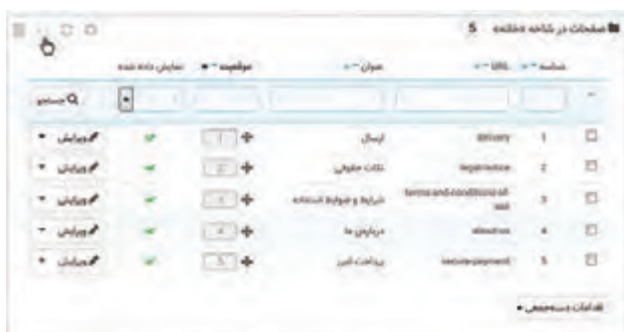 صفحات در شاخه «خانه» 5
شناسه URL عنوان موقعیت نمایش داده شده
جستجو
1 delivery ارسال 1 ویرایش
2 legal-notice نکات حقوقی 2 ویرایش
3 terms-and-conditions-of-use شرایط و ضوابط استفاده 3 ویرایش
4 about-us درباره‌ی ما 4 ویرایش
5 secure-payment پرداخت امن 5 ویرایش
اقدامات دسته‌جمعی